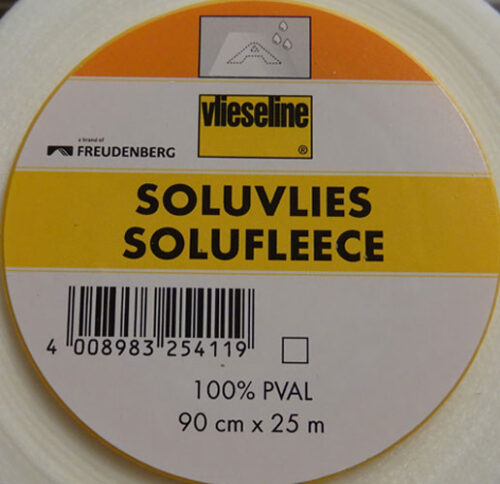 vlieseline
®
a brand of
FREUDENBERG
SOLUVLIES
SOLUFLEECE
4 008983 254119
100% PVAL
90 cm x 25 m